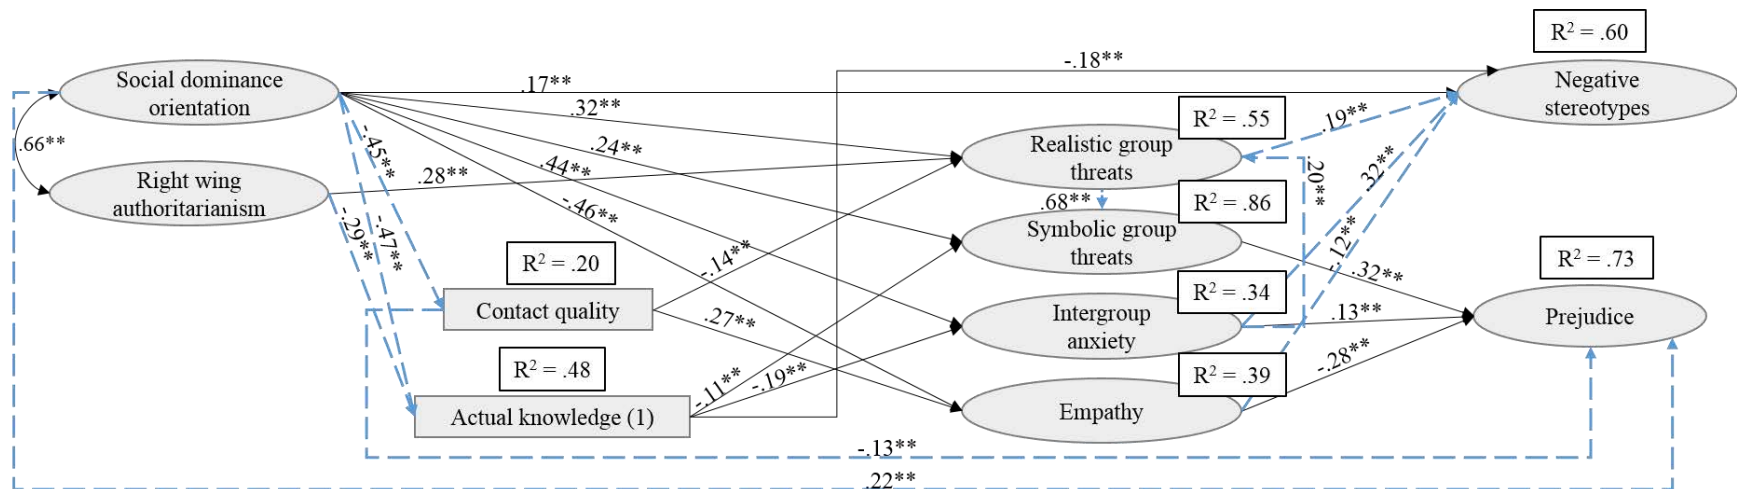 R² = .60
Social dominance
orientation
Negative
stereotypes
-.18**
.17**
.32**
R² = .55
.19**
.66**
-.45**
.24**
Realistic group
threats
.20**
.32**
Right wing
authoritarianism
.28**
.44**
-.46**
.68**
R² = .86
-.29**
-.47**
Symbolic group
threats
-.12**
R² = .20
-.14**
.32**
R² = .73
Contact quality
.27**
R² = .34
Intergroup
anxiety
.13**
Prejudice
R² = .48
-.11**
-.19**
R² = .39
-.28**
Actual knowledge (1)
Empathy
-.13**
.22**